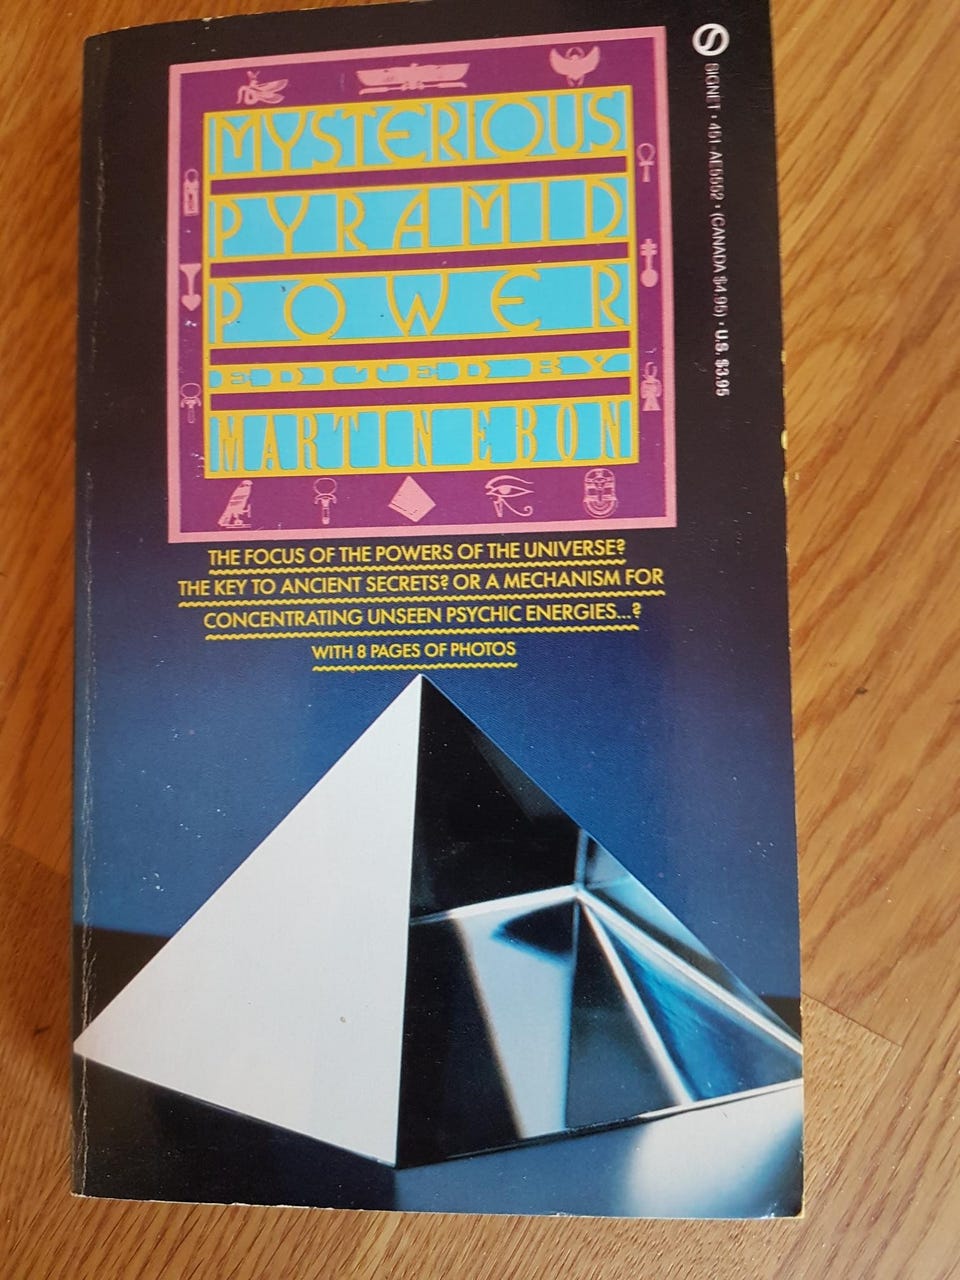 MYSTERIOUS
PYRAMID
POWER
EDITED BY
MARTIN EBON
THE FOCUS OF THE POWERS OF THE UNIVERSE?
THE KEY TO ANCIENT SECRETS? OR A MECHANISM FOR
CONCENTRATING UNSEEN PSYCHIC ENERGIES...?
WITH 8 PAGES OF PHOTOS
SIGNET • 451-AE5552 • (CANADA $4.95) • U.S. $3.95